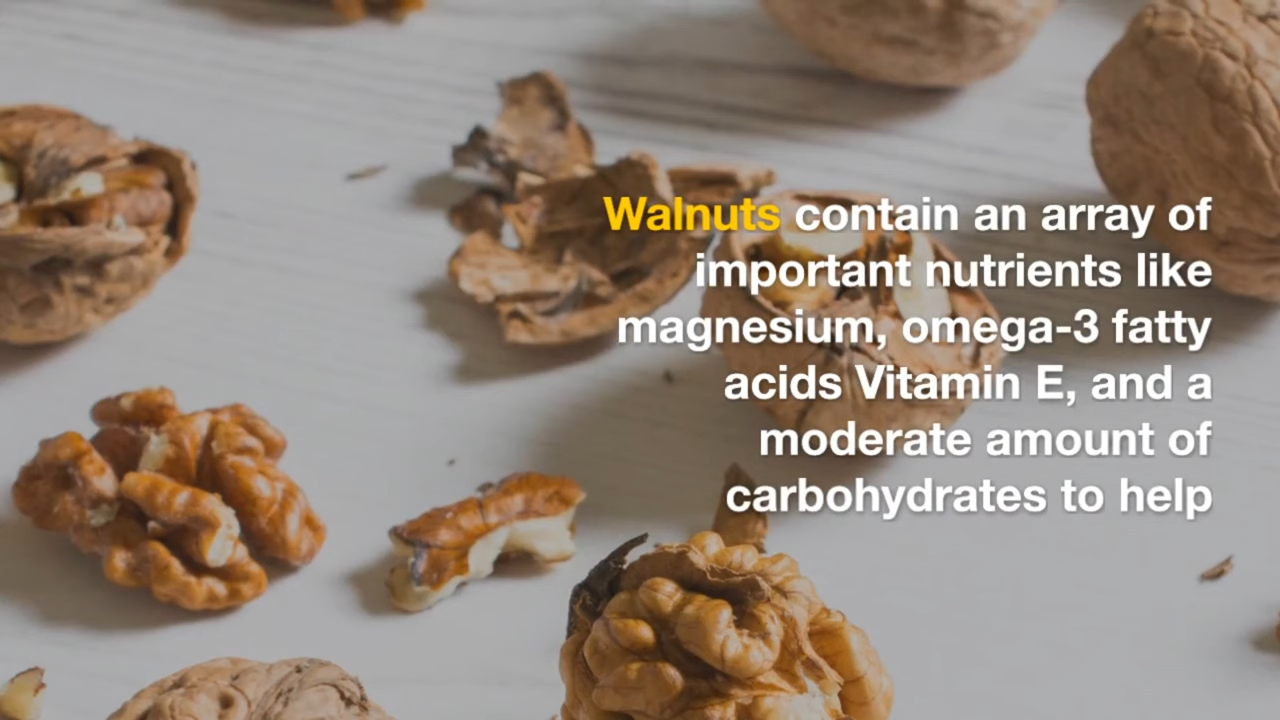 Walnuts contain an array of
important nutrients like
magnesium, omega-3 fatty
acids Vitamin E, and a
moderate amount of
carbohydrates to help